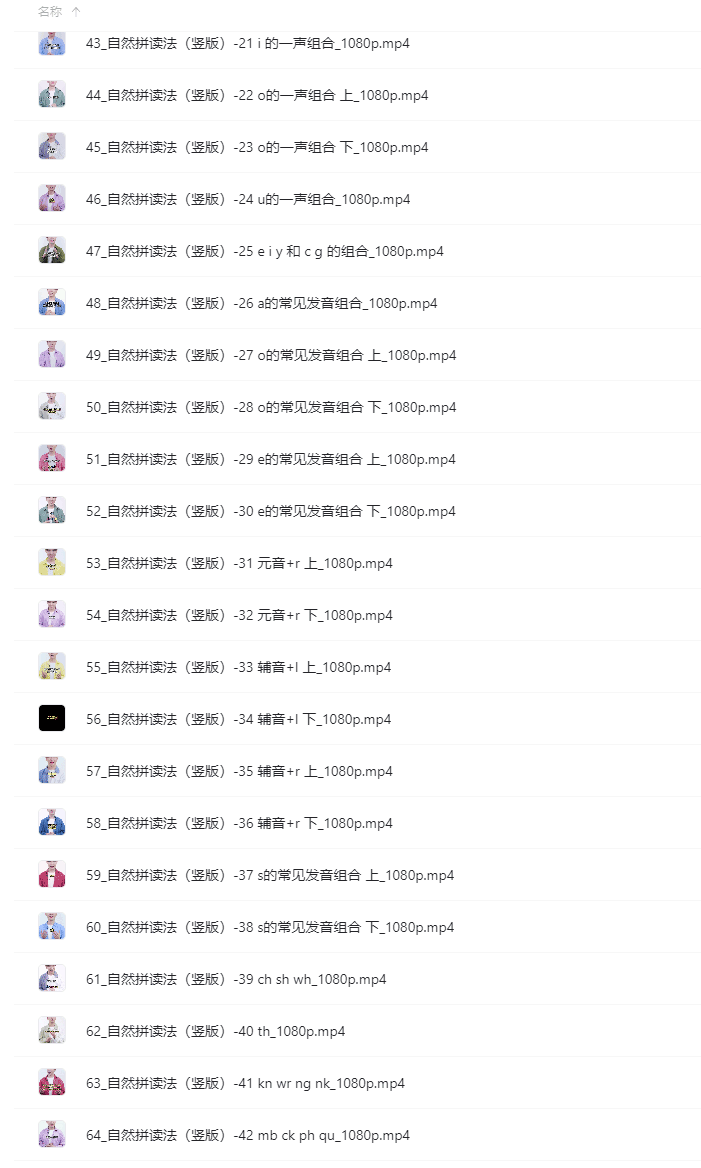 名称 ↑
43_自然拼读法（竖版）-21 i 的一声组合_1080p.mp4
44_自然拼读法（竖版）-22 o的一声组合 上_1080p.mp4
45_自然拼读法（竖版）-23 o的一声组合 下_1080p.mp4
46_自然拼读法（竖版）-24 u的一声组合_1080p.mp4
47_自然拼读法（竖版）-25 e i y 和 c g 的组合_1080p.mp4
48_自然拼读法（竖版）-26 a的常见发音组合_1080p.mp4
49_自然拼读法（竖版）-27 o的常见发音组合 上_1080p.mp4
50_自然拼读法（竖版）-28 o的常见发音组合 下_1080p.mp4
51_自然拼读法（竖版）-29 e的常见发音组合 上_1080p.mp4
52_自然拼读法（竖版）-30 e的常见发音组合 下_1080p.mp4
53_自然拼读法（竖版）-31 元音+r 上_1080p.mp4
54_自然拼读法（竖版）-32 元音+r 下_1080p.mp4
55_自然拼读法（竖版）-33 辅音+l 上_1080p.mp4
56_自然拼读法（竖版）-34 辅音+l 下_1080p.mp4
57_自然拼读法（竖版）-35 辅音+r 上_1080p.mp4
58_自然拼读法（竖版）-36 辅音+r 下_1080p.mp4
59_自然拼读法（竖版）-37 s的常见发音组合 上_1080p.mp4
60_自然拼读法（竖版）-38 s的常见发音组合 下_1080p.mp4
61_自然拼读法（竖版）-39 ch sh wh_1080p.mp4
62_自然拼读法（竖版）-40 th_1080p.mp4
63_自然拼读法（竖版）-41 kn wr ng nk_1080p.mp4
64_自然拼读法（竖版）-42 mb ck ph qu_1080p.mp4